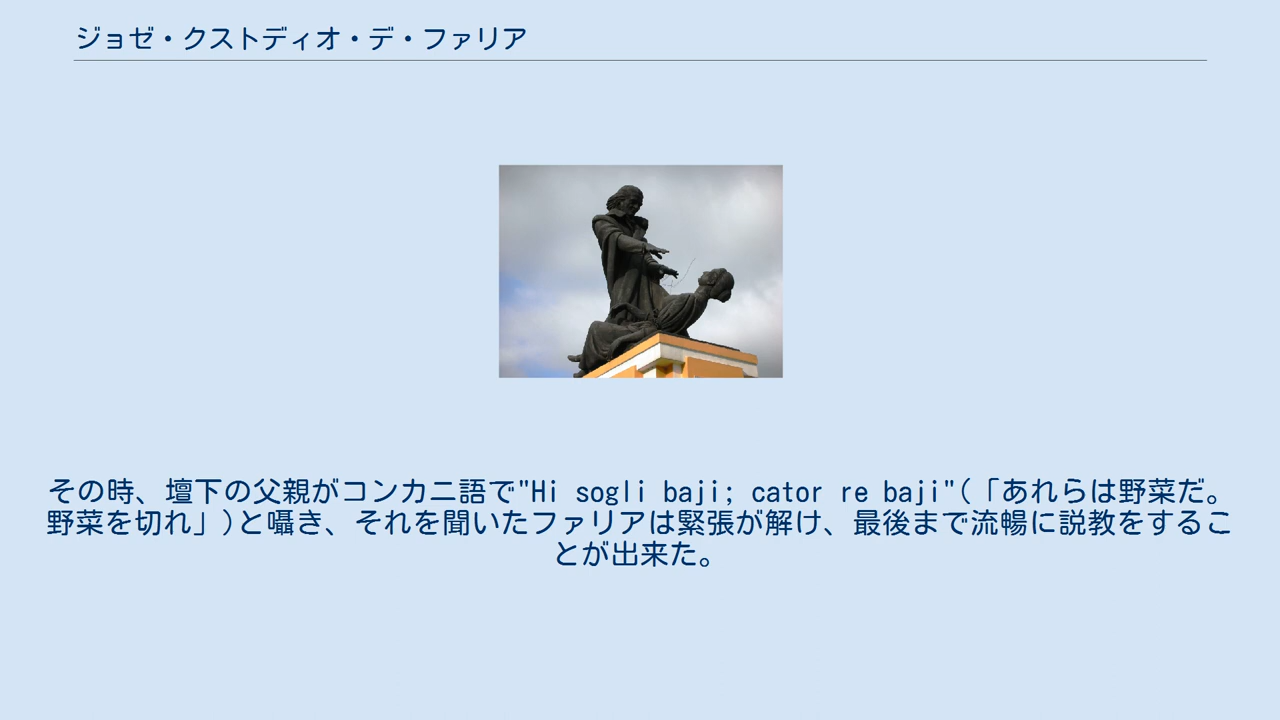 ジョゼ・クストディオ・デ・ファリア
その時、壇下の父親がコンカニ語で"Hi sogli baji; cator re baji"(「あれらは野菜だ。
野菜を切れ」)と囁き、それを聞いたファリアは緊張が解け、最後まで流暢に説教をするこ
とが出来た。